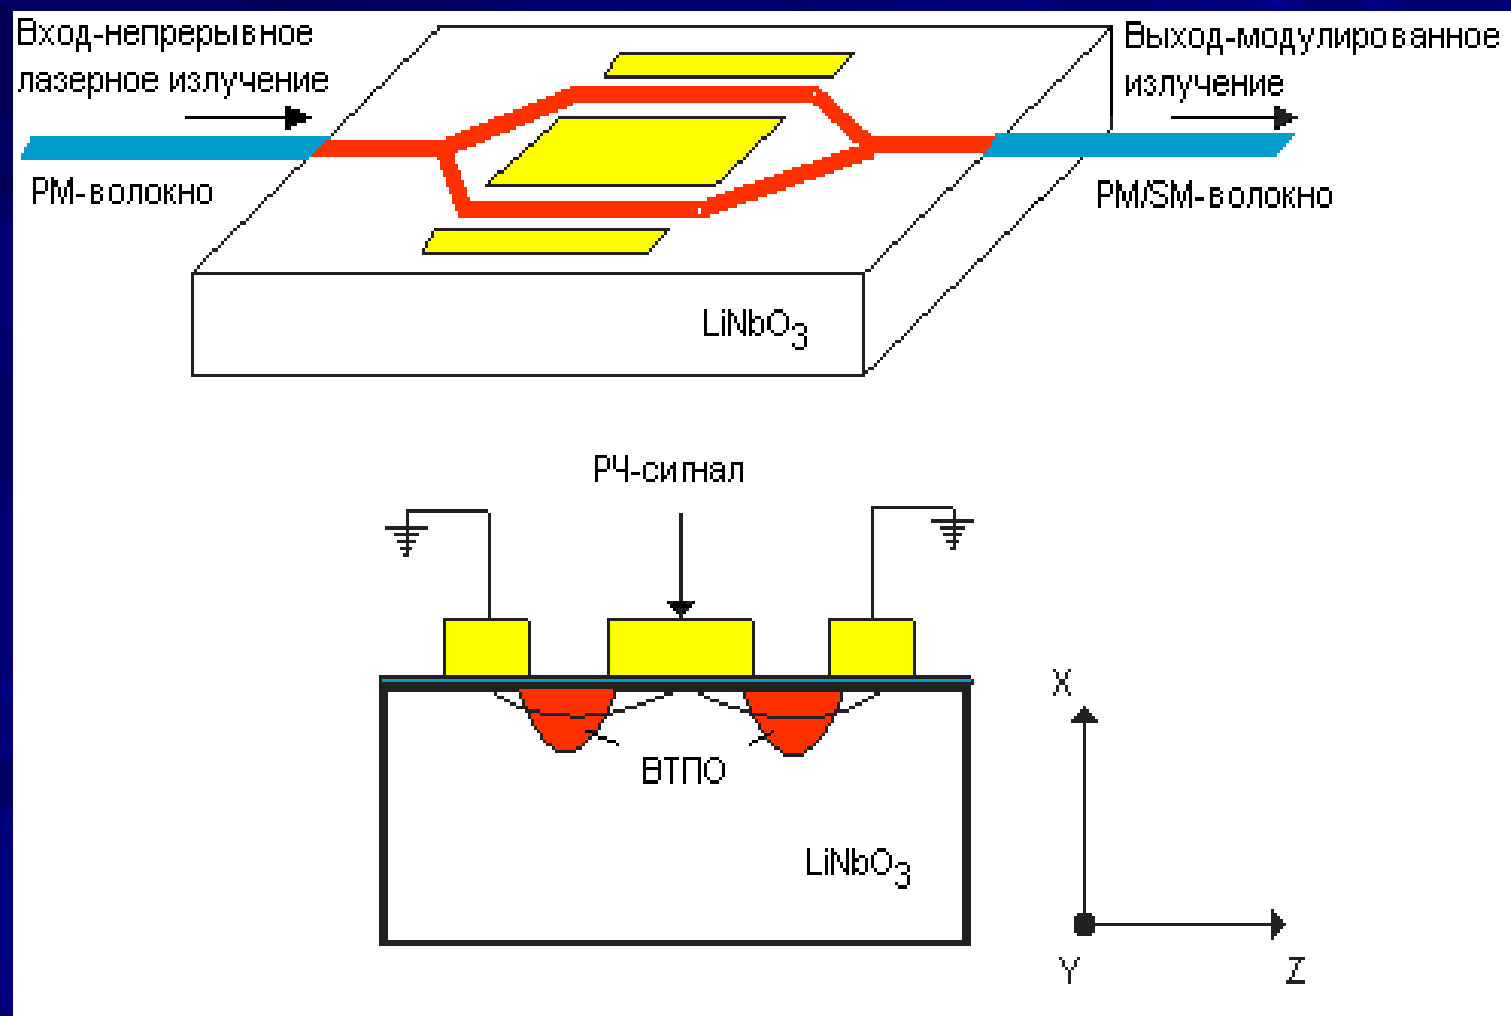 Вход-непрерывное
лазерное излучение
Выход-модулированное
излучение
PM-волокно
PM/SM-волокно
LiNbO3
РЧ-сигнал
ВТПО
LiNbO3
X
Y
Z